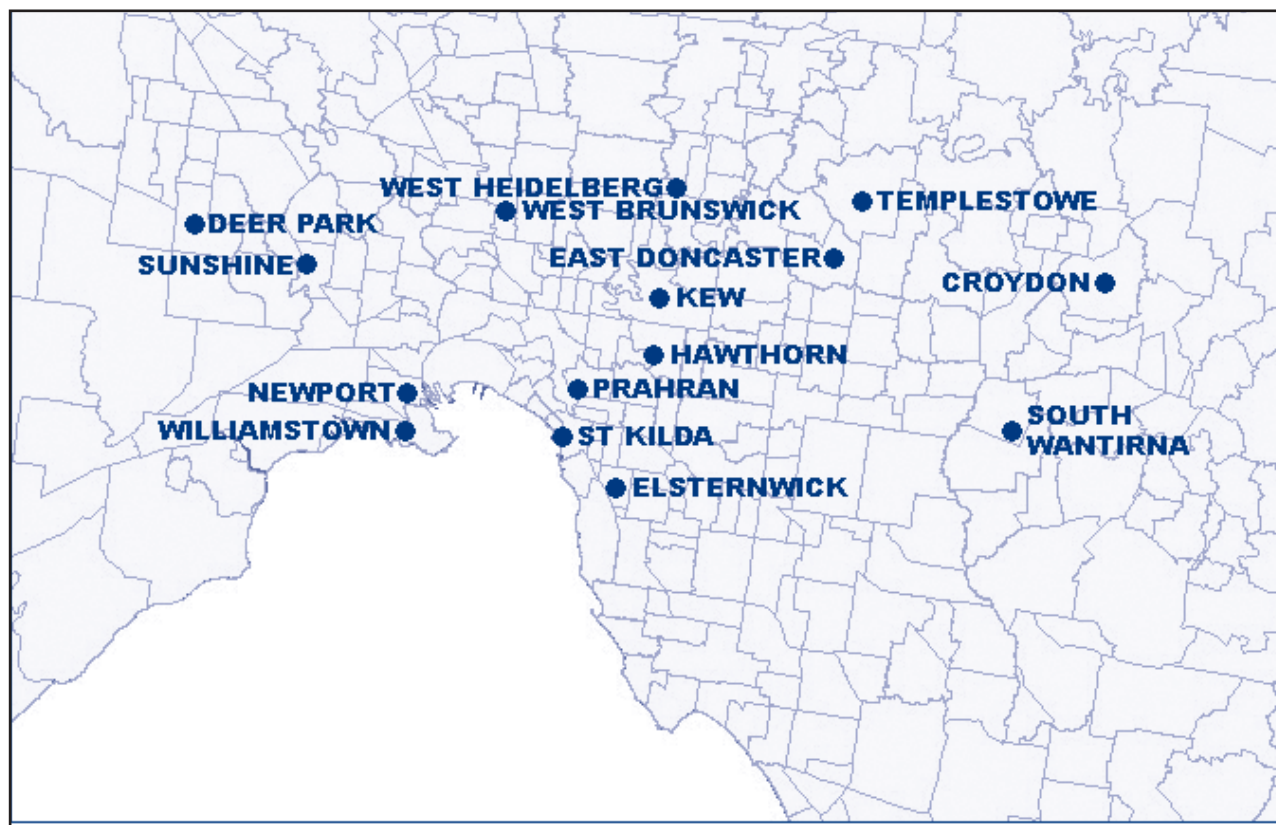 WEST HEIDELBERG
TEMPLESTOWE
WEST BRUNSWICK
DEER PARK
EAST DONCASTER
SUNSHINE
CROYDON
KEW
HAWTHORN
PRAHRAN
NEWPORT
SOUTH
WANTIRNA
WILLIAMSTOWN
ST KILDA
ELSTERNWICK